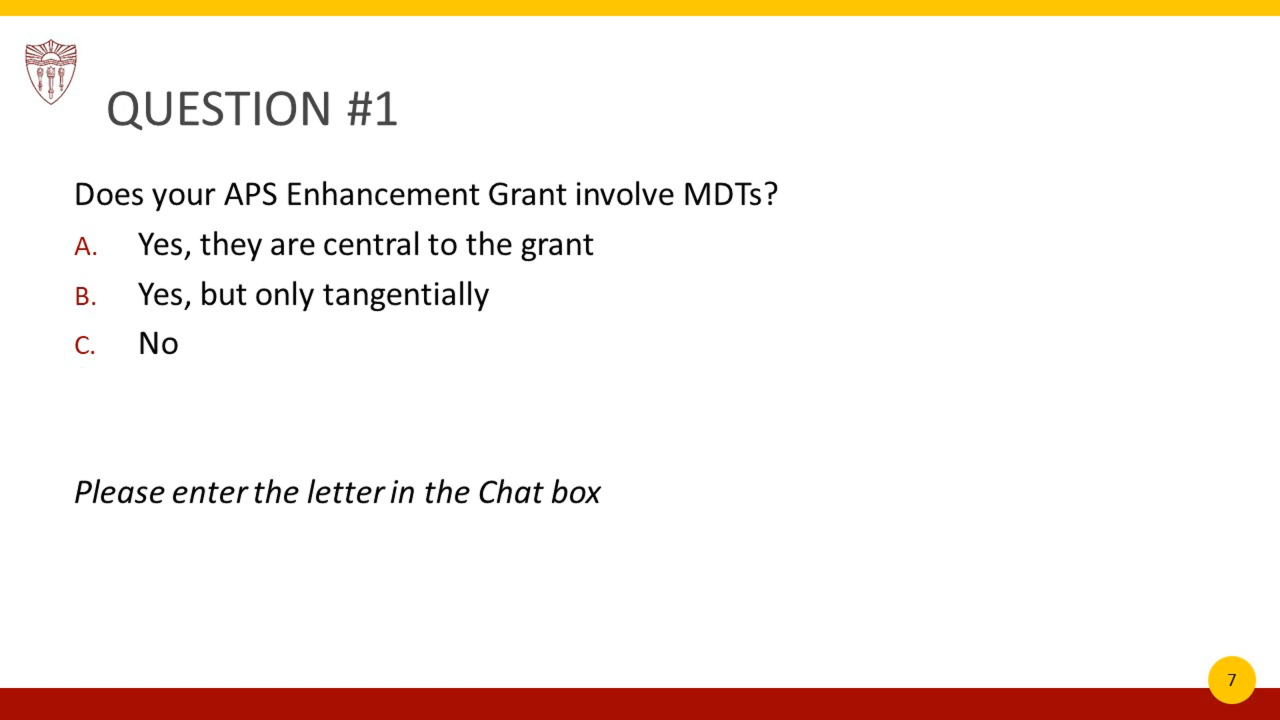 QUESTION #1
Does your APS Enhancement Grant involve MDTs?
A. Yes, they are central to the grant
B. Yes, but only tangentially
C. No
Please enter the letter in the Chat box
7